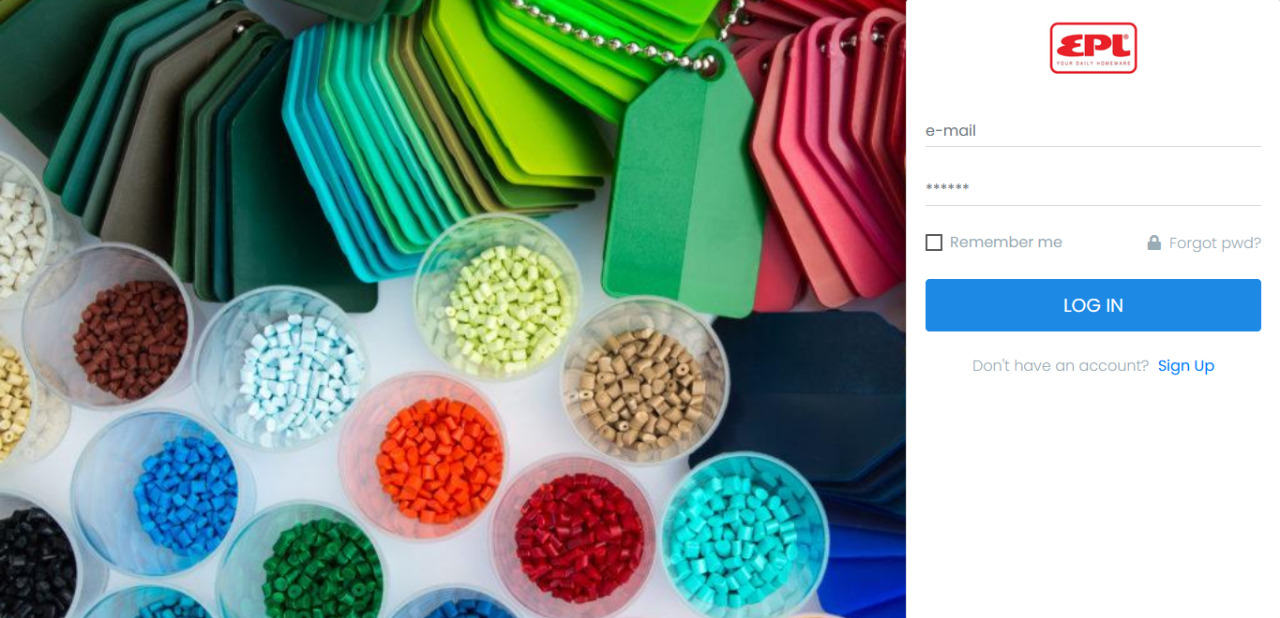 EPL®
YOUR DAILY HOMEWARE
e-mail
******
Remember me
Forgot pwd?
LOG IN
Don't have an account? Sign Up